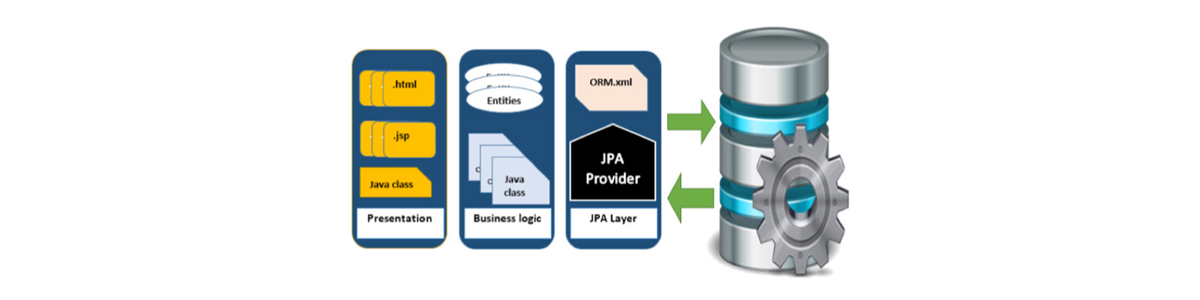 .html
.jsp
Java class
Presentation
Entities
Java
class
Business logic
ORM.xml
JPA
Provider
JPA Layer